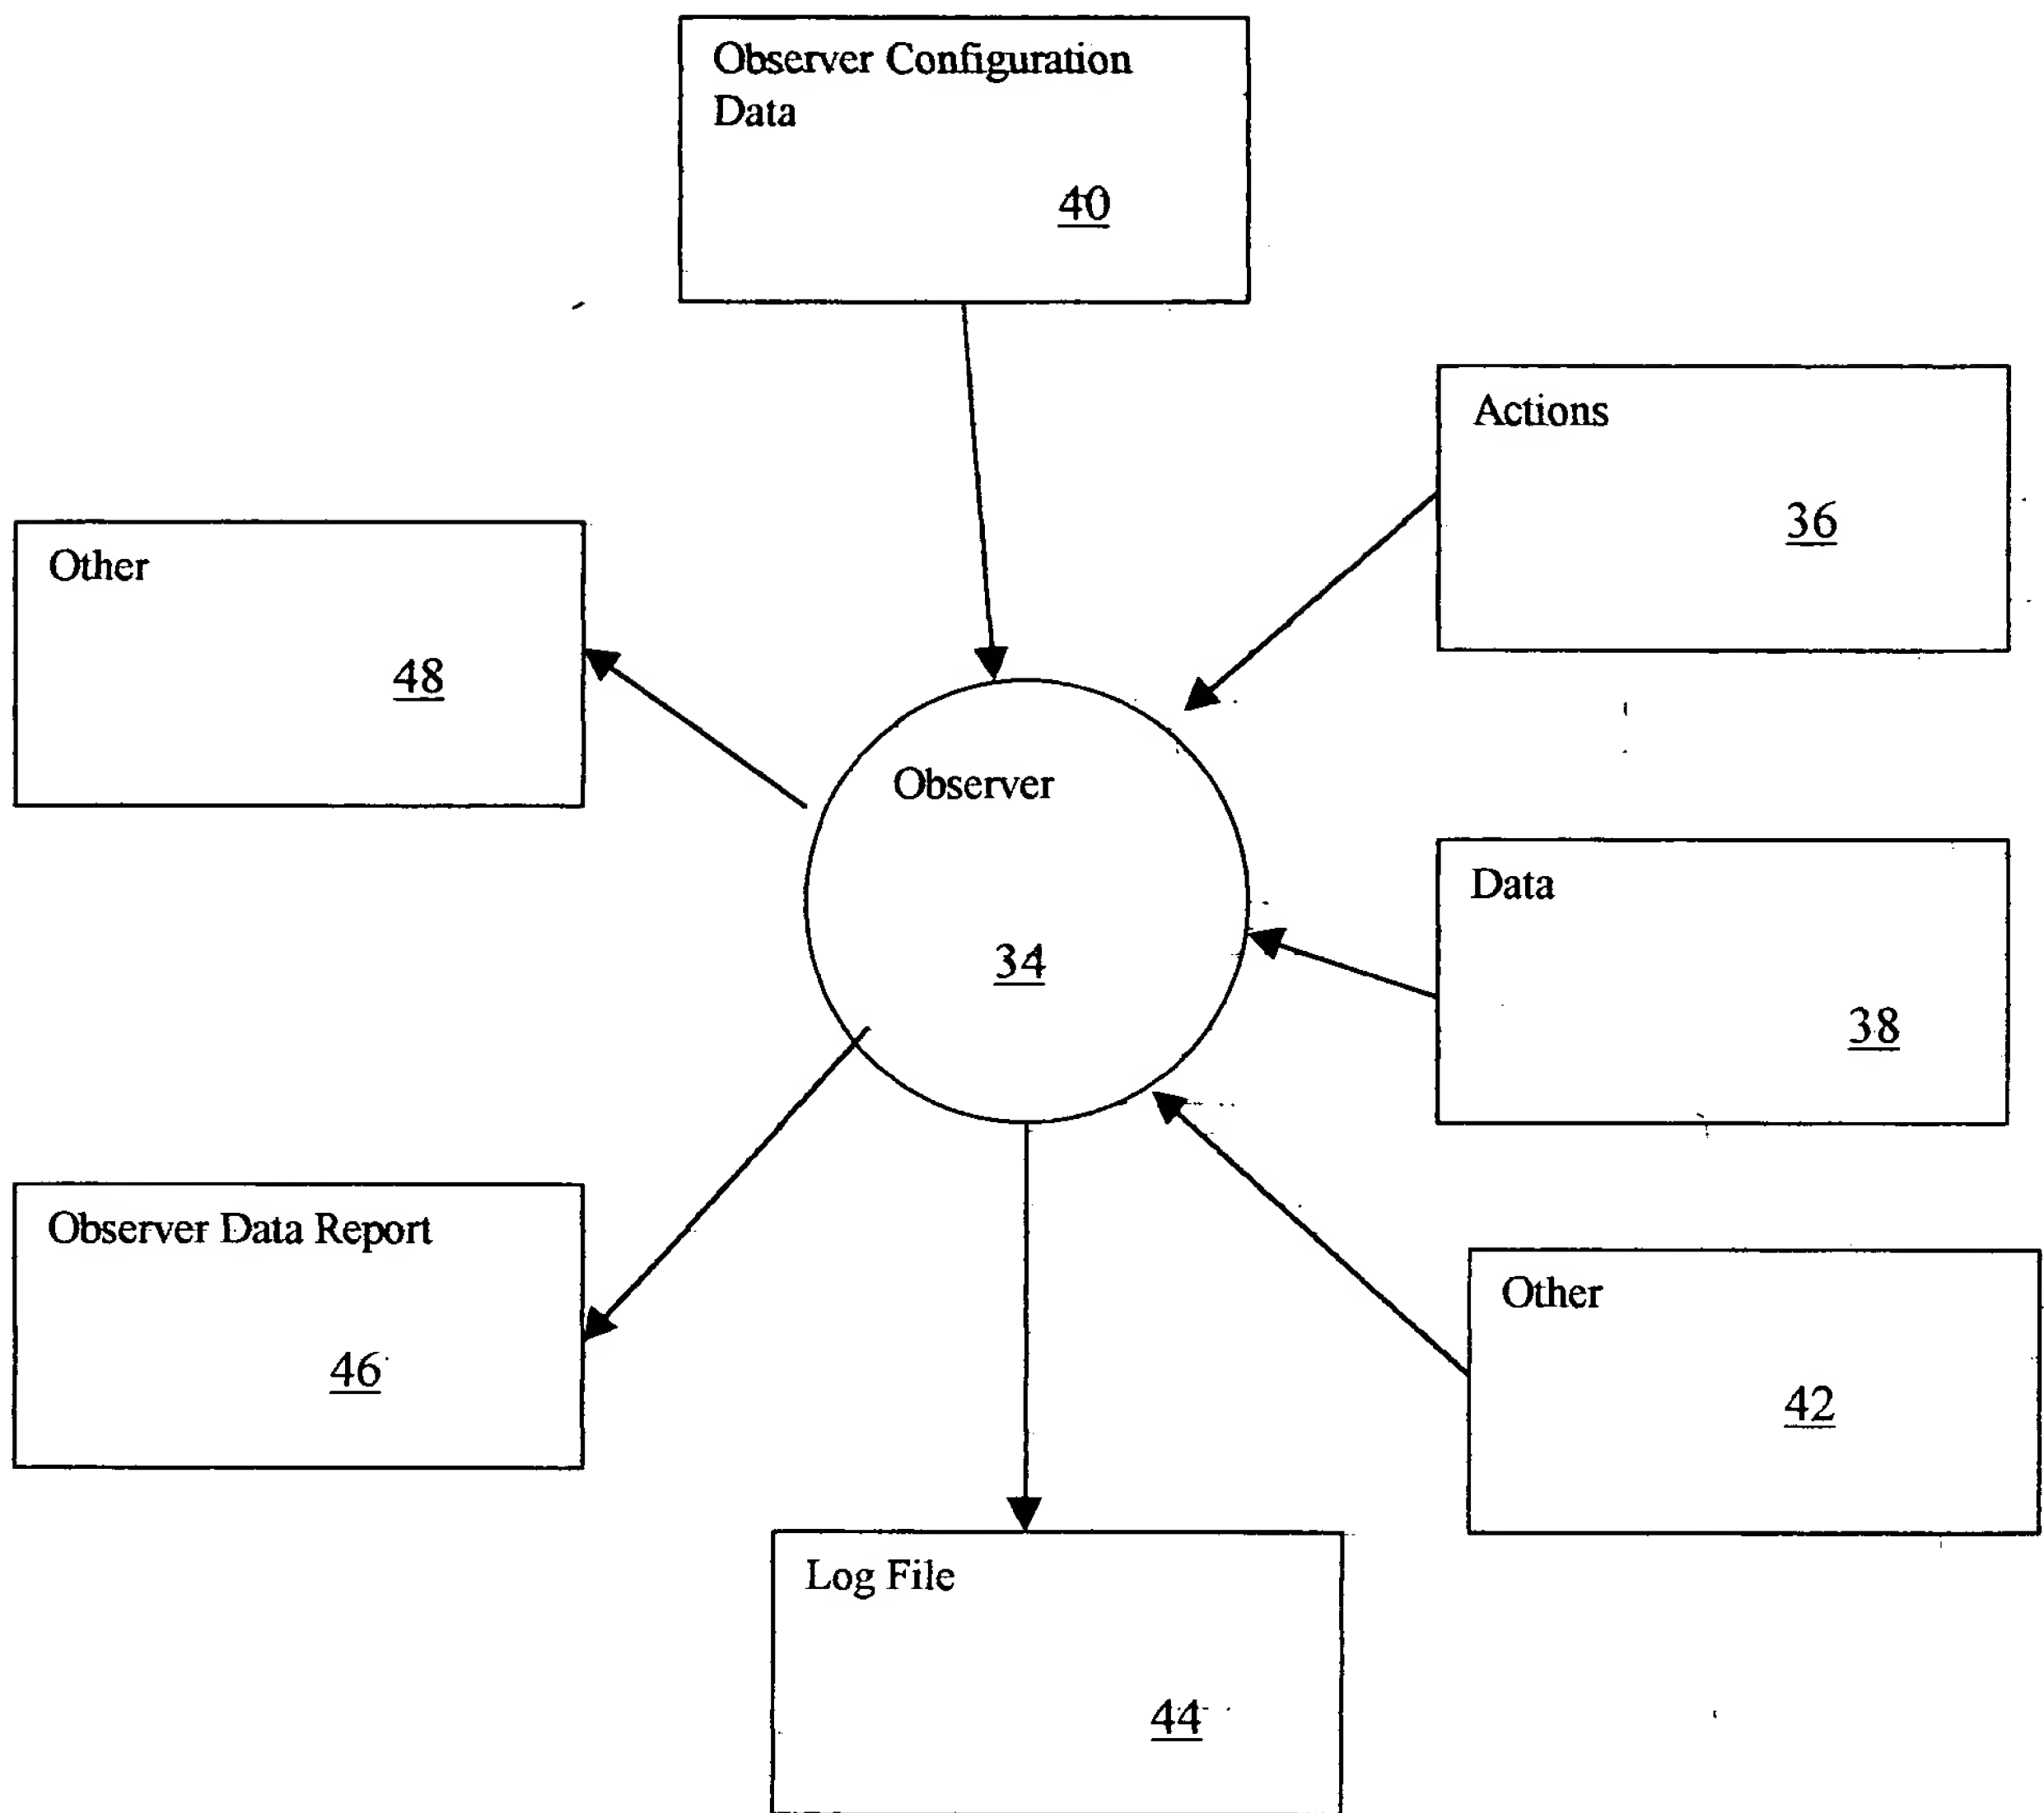 Observer Configuration
Data
40
Actions
36
Other
48
Observer
34
Data
38
Observer Data Report
46
Other
42
Log File
44